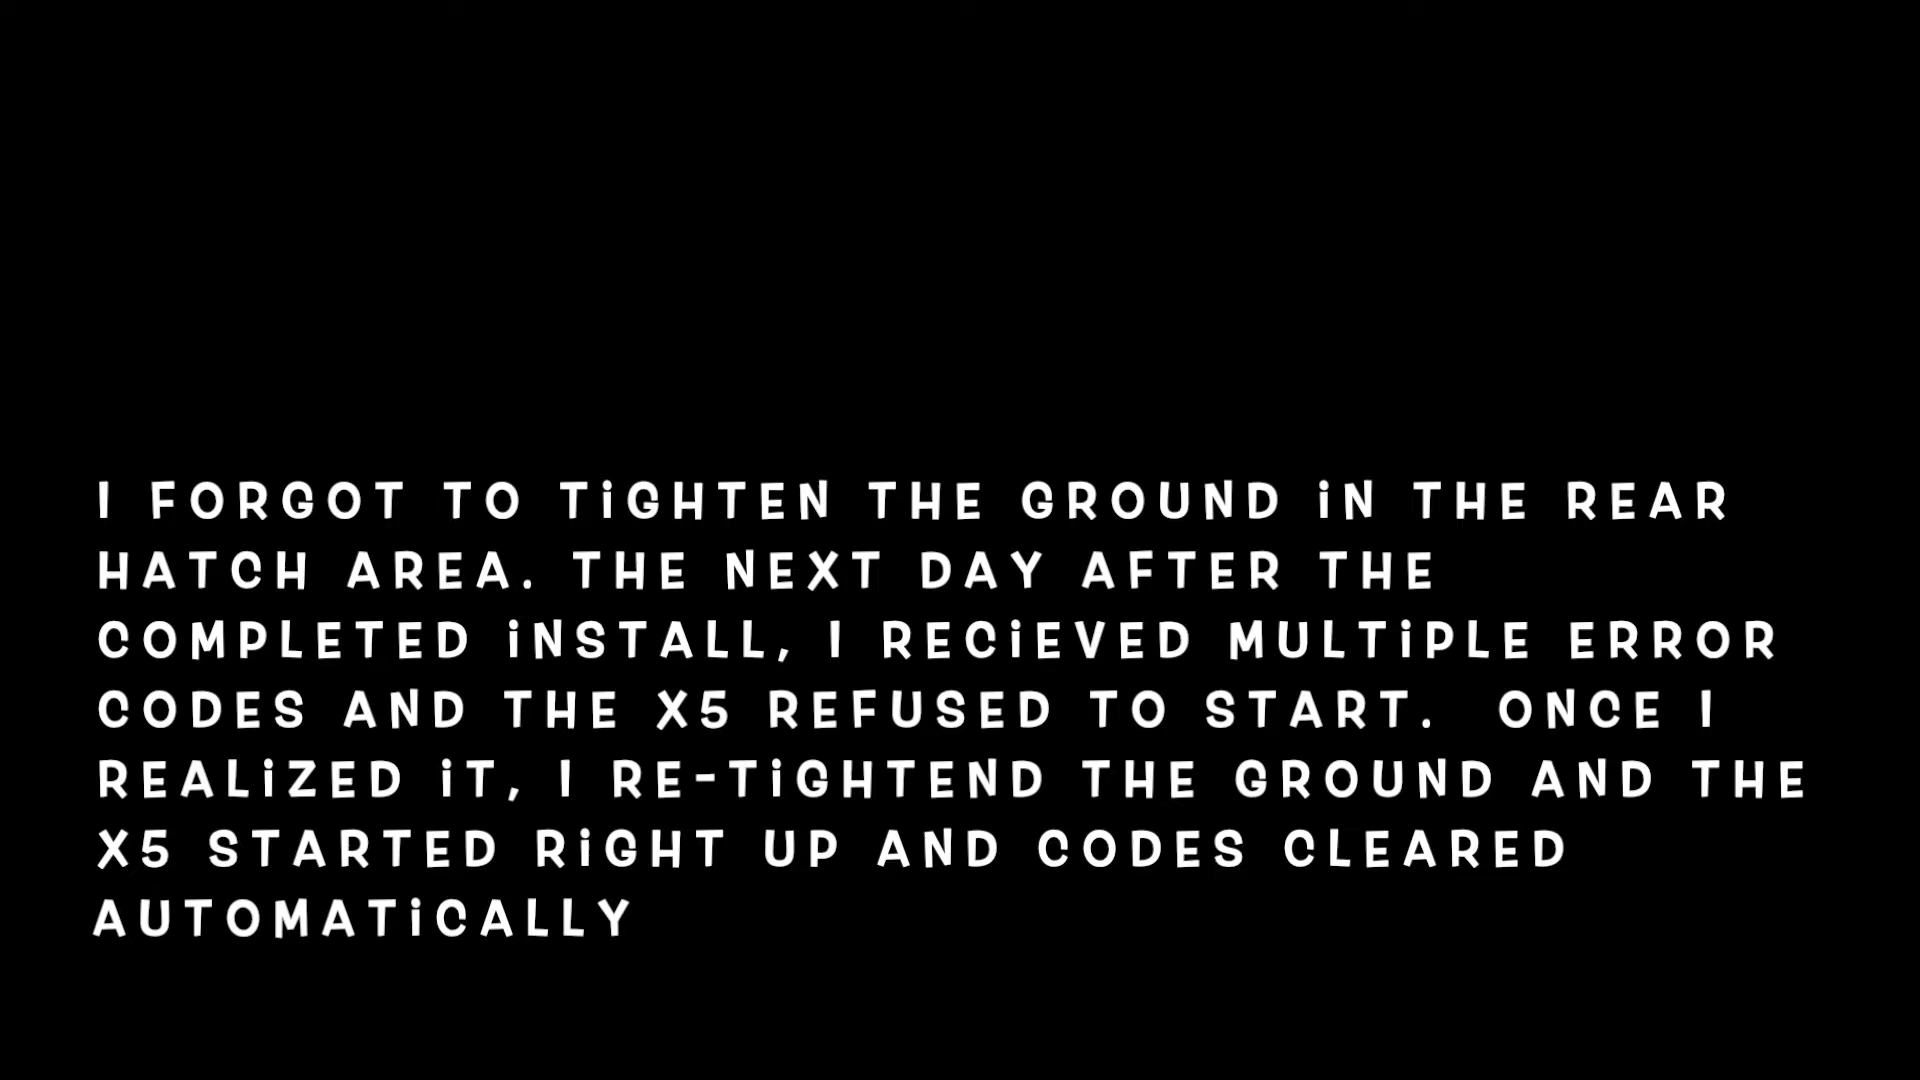 I FORGOT TO TiGHTEN THE GROUND iN THE REAR
HATCH AREA. THE NEXT DAY AFTER THE
COMPLETED iNSTALL, I RECiEVED MULTiPLE ERROR
CODES AND THE X5 REFUSED TO START.  ONCE I
REALiZED iT, I RE-TiGHTEND THE GROUND AND THE
X5 STARTED RiGHT UP AND CODES CLEARED
AUTOMATiCALLY